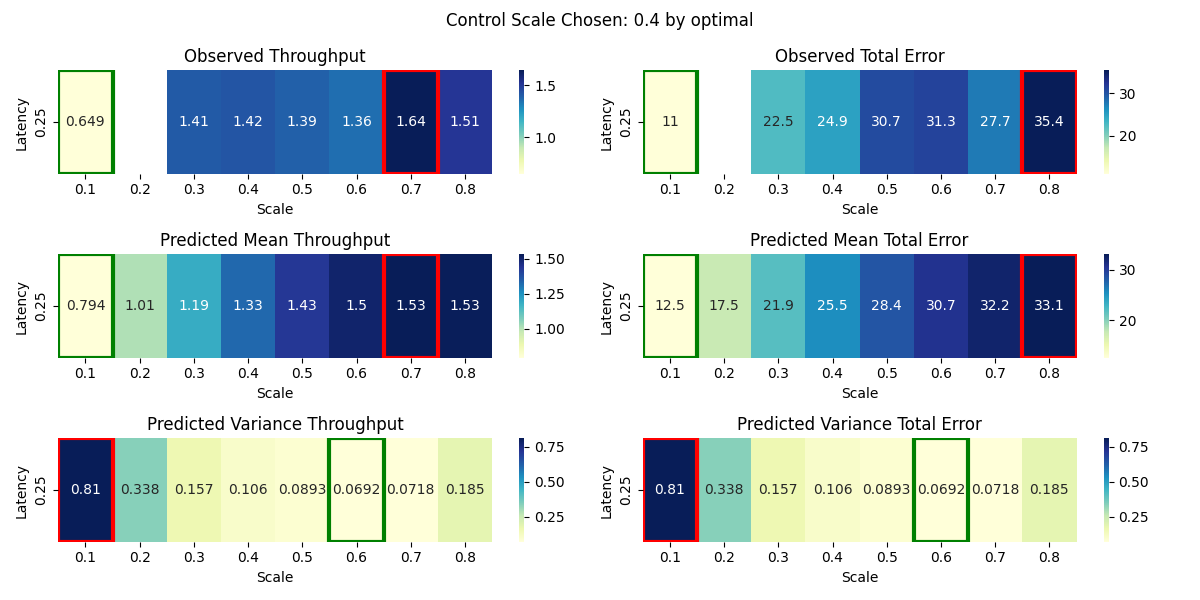 Control Scale Chosen: 0.4 by optimal
Observed Throughput
Latency
0.25
0.649 1.41 1.42 1.39 1.36 1.64 1.51
0.1 0.2 0.3 0.4 0.5 0.6 0.7 0.8
Scale
1.5
1.0
Observed Total Error
Latency
0.25
11 22.5 24.9 30.7 31.3 27.7 35.4
0.1 0.2 0.3 0.4 0.5 0.6 0.7 0.8
Scale
30
20
Predicted Mean Throughput
Latency
0.25
0.794 1.01 1.19 1.33 1.43 1.5 1.53 1.53
0.1 0.2 0.3 0.4 0.5 0.6 0.7 0.8
Scale
1.50
1.25
1.00
Predicted Mean Total Error
Latency
0.25
12.5 17.5 21.9 25.5 28.4 30.7 32.2 33.1
0.1 0.2 0.3 0.4 0.5 0.6 0.7 0.8
Scale
30
20
Predicted Variance Throughput
Latency
0.25
0.81 0.338 0.157 0.106 0.0893 0.0692 0.0718 0.185
0.1 0.2 0.3 0.4 0.5 0.6 0.7 0.8
Scale
0.75
0.50
0.25
Predicted Variance Total Error
Latency
0.25
0.81 0.338 0.157 0.106 0.0893 0.0692 0.0718 0.185
0.1 0.2 0.3 0.4 0.5 0.6 0.7 0.8
Scale
0.75
0.50
0.25